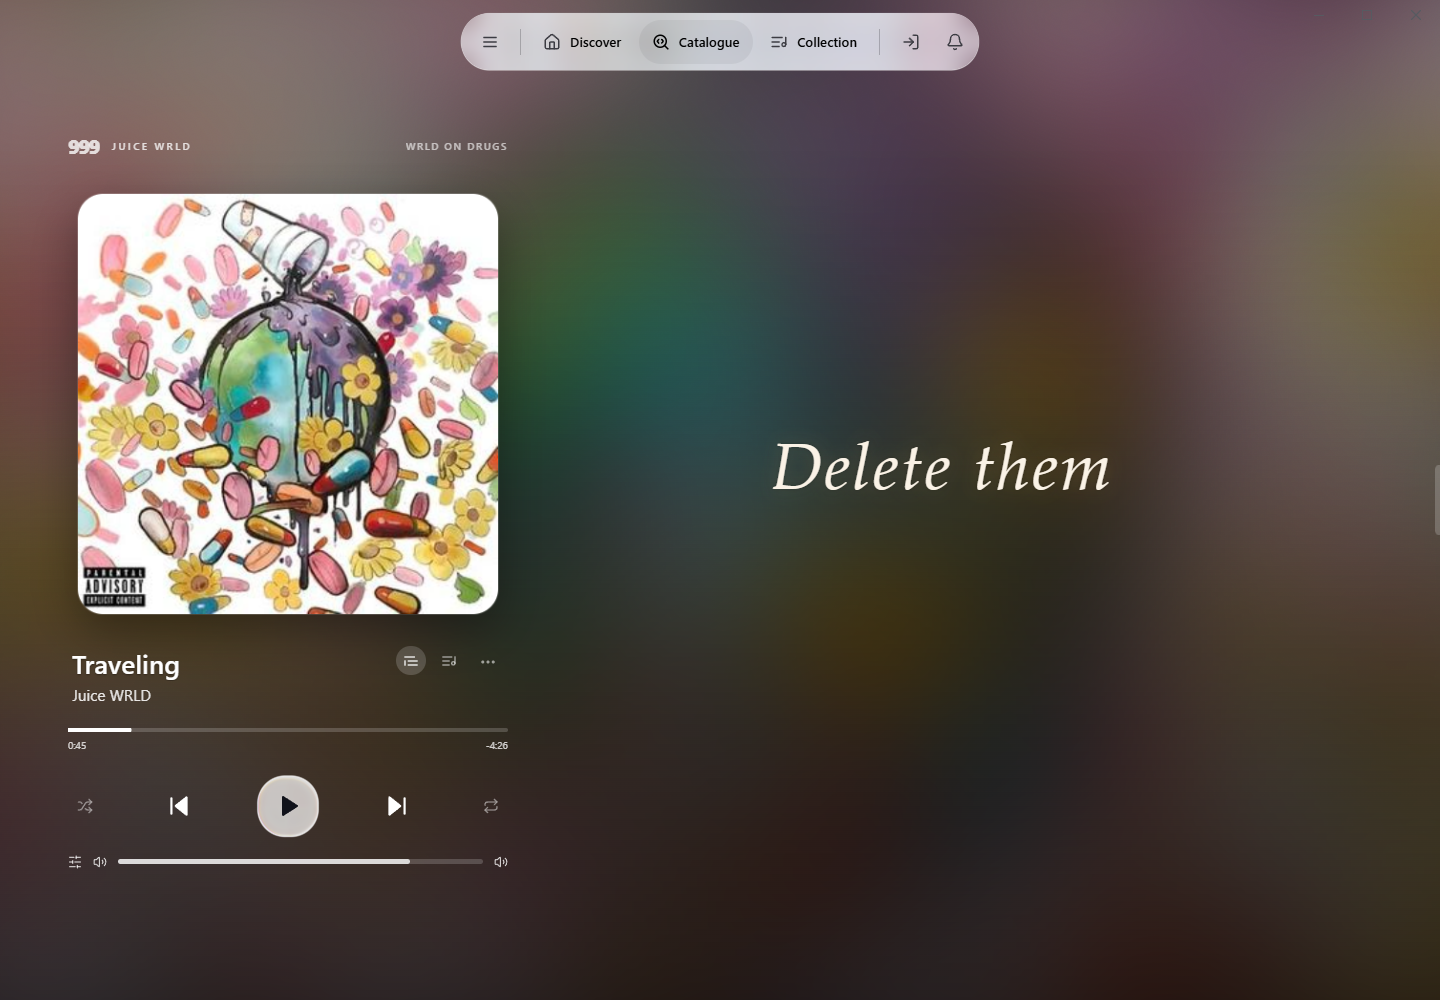 Discover
Catalogue
Collection
999 JUICE WRLD
WRLD ON DRUGS
PARENTAL
ADVISORY
EXPLICIT CONTENT
Delete them
Traveling
Juice WRLD
0:45
-4:26